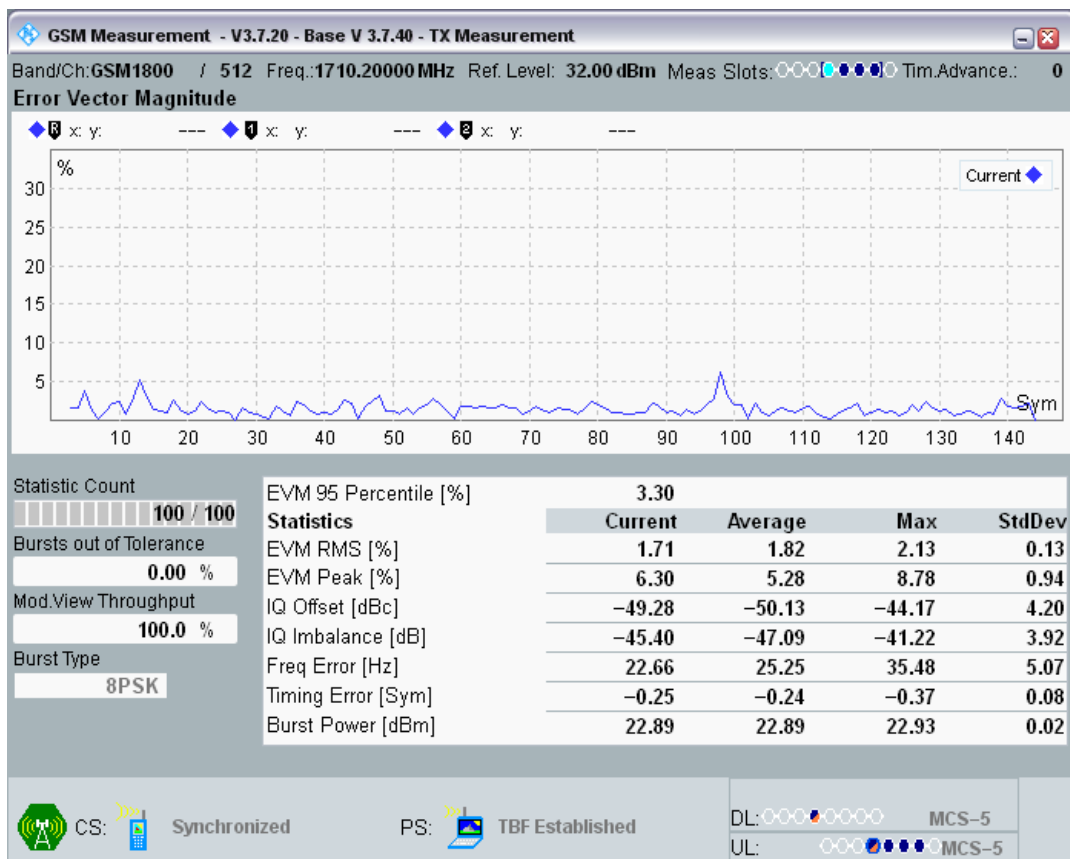 GSM Measurement - V3.7.20 - Base V 3.7.40 - TX Measurement
Band/Ch:GSM1800 / 512 Freq.:1710.20000 MHz Ref. Level: 32.00 dBm Meas Slots: Tim.Advance.: 0
Error Vector Magnitude
R x: y: --- 1 x: y: --- 2 x: y: ---
%
Current
30
25
20
15
10
5
Sym
10 20 30 40 50 60 70 80 90 100 110 120 130 140
Statistic Count
100 / 100
Bursts out of Tolerance
0.00 %
Mod.View Throughput
100.0 %
Burst Type
8PSK
EVM 95 Percentile [%] 3.30
Statistics Current Average Max StdDev
EVM RMS [%] 1.71 1.82 2.13 0.13
EVM Peak [%] 6.30 5.28 8.78 0.94
IQ Offset [dBc] −49.28 −50.13 −44.17 4.20
IQ Imbalance [dB] −45.40 −47.09 −41.22 3.92
Freq Error [Hz] 22.66 25.25 35.48 5.07
Timing Error [Sym] −0.25 −0.24 −0.37 0.08
Burst Power [dBm] 22.89 22.89 22.93 0.02
CS: Synchronized PS: TBF Established
DL: MCS−5
UL: MCS−5